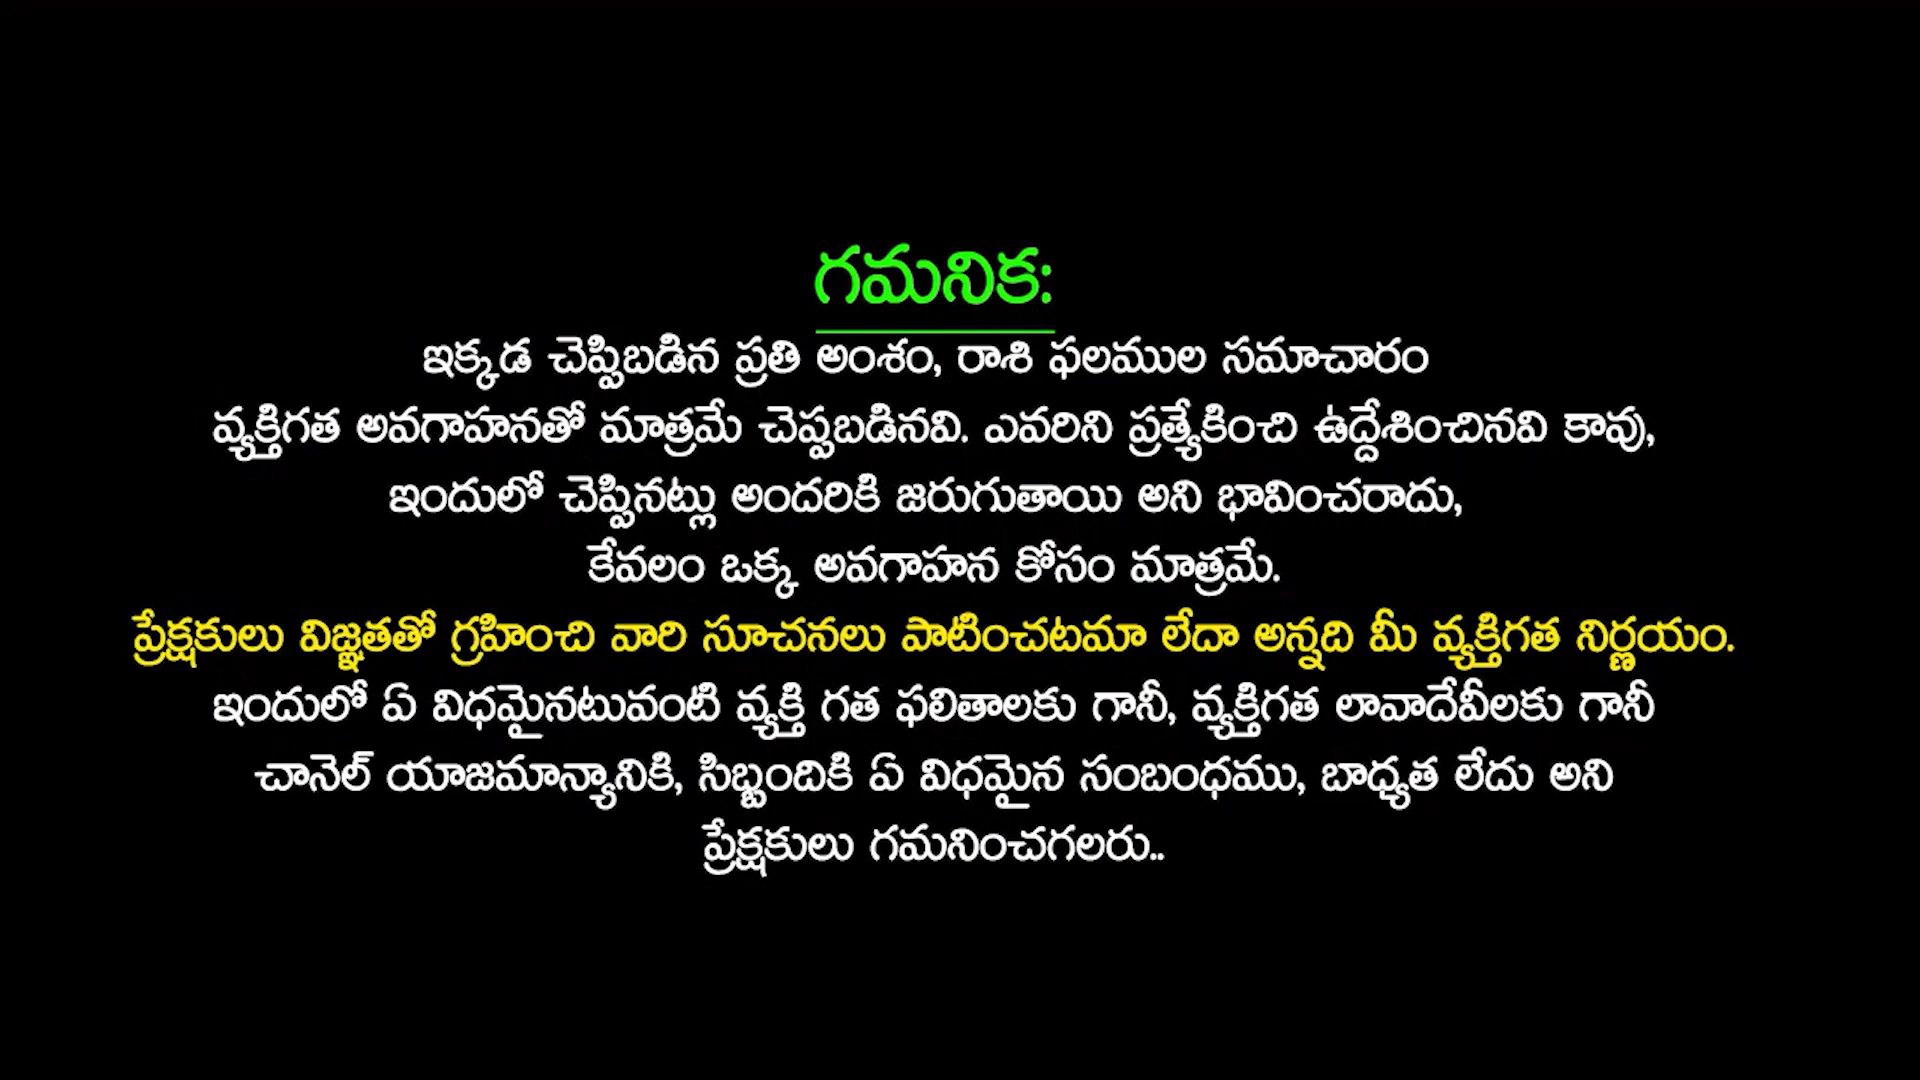 గమనిక:
ఇక్కడ చెప్పిబడిన ప్రతి అంశం, రాశి ఫలముల సమాచారం
వ్యక్తిగత అవగాహనతో మాత్రమే చెప్పబడినవి. ఎవరిని ప్రత్యేకించి ఉద్దేశించినవి కావు,
ఇందులో చెప్పినట్లు అందరికి జరుగుతాయి అని భావించరాదు,
కేవలం ఒక్క అవగాహన కోసం మాత్రమే.
ప్రేక్షకులు విజ్ఞతతో గ్రహించి వారి సూచనలు పాటించటమా లేదా అన్నది మీ వ్యక్తిగత నిర్ణయం.
ఇందులో ఏ విధమైనటువంటి వ్యక్తి గత ఫలితాలకు గానీ, వ్యక్తిగత లావాదేవీలకు గానీ
చానెల్ యాజమాన్యానికి, సిబ్బందికి ఏ విధమైన సంబంధము, బాధ్యత లేదు అని
ప్రేక్షకులు గమనించగలరు..